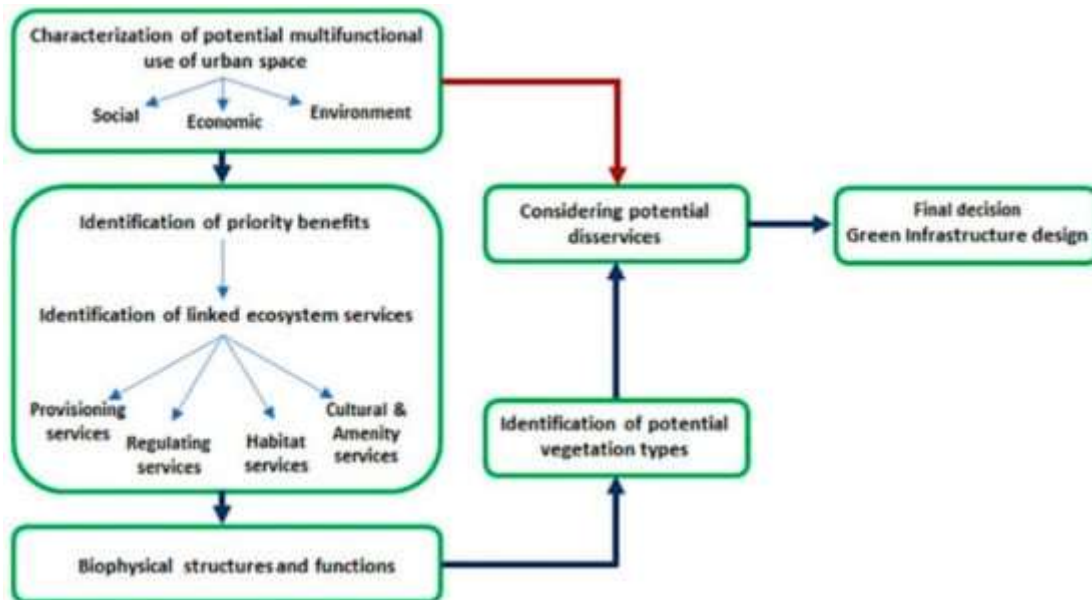 Characterization of potential multifunctional
use of urban space
Social
Economic
Environment
Identification of priority benefits
Identification of linked ecosystem services
Provisioning
services
Regulating
services
Habitat
services
Cultural &
Amenity
services
Biophysical structures and functions
Considering potential
disservices
Identification of potential
vegetation types
Final decision
Green Infrastructure design